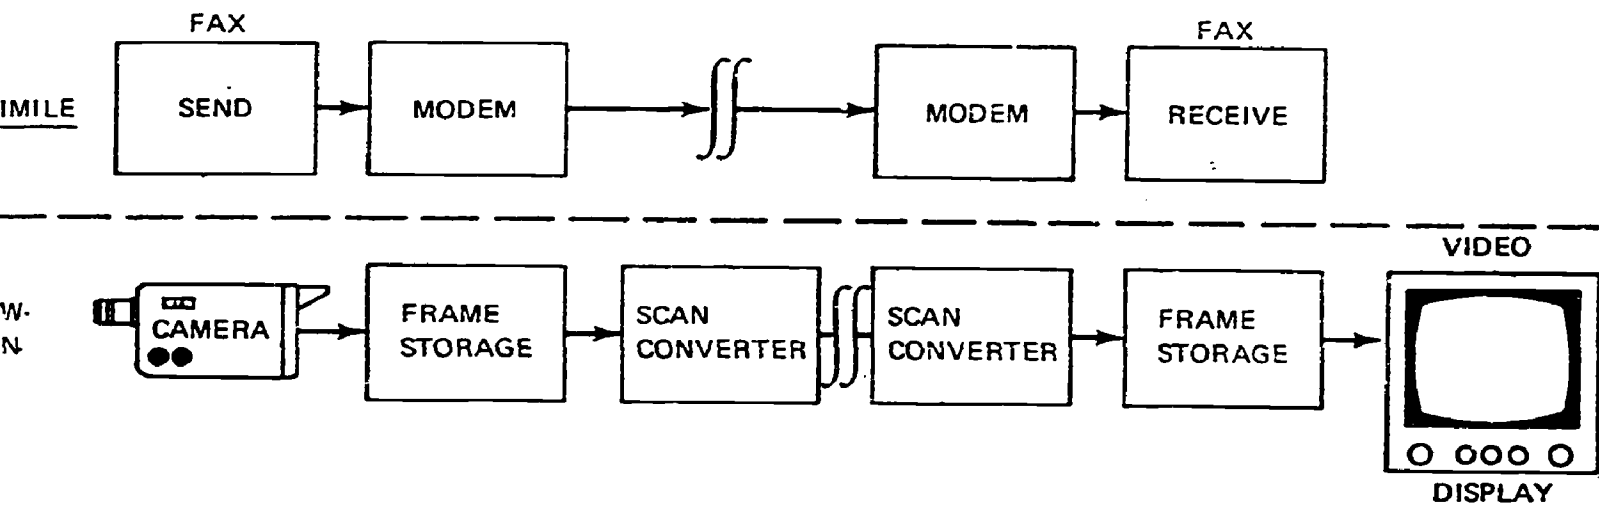 FAX
FAX
IMILE
SEND
MODEM
MODEM
RECEIVE
VIDEO
W-
N-
CAMERA
FRAME
STORAGE
SCAN
CONVERTER
SCAN
CONVERTER
FRAME
STORAGE
DISPLAY